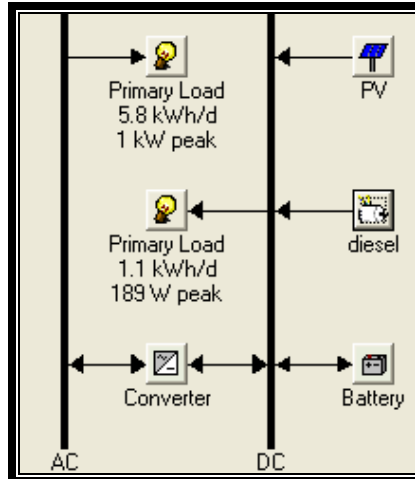 Primary Load
5.8 kWh/d
1 kW peak
PV
Primary Load
1.1 kWh/d
189 W peak
diesel
Converter
Battery
AC
DC